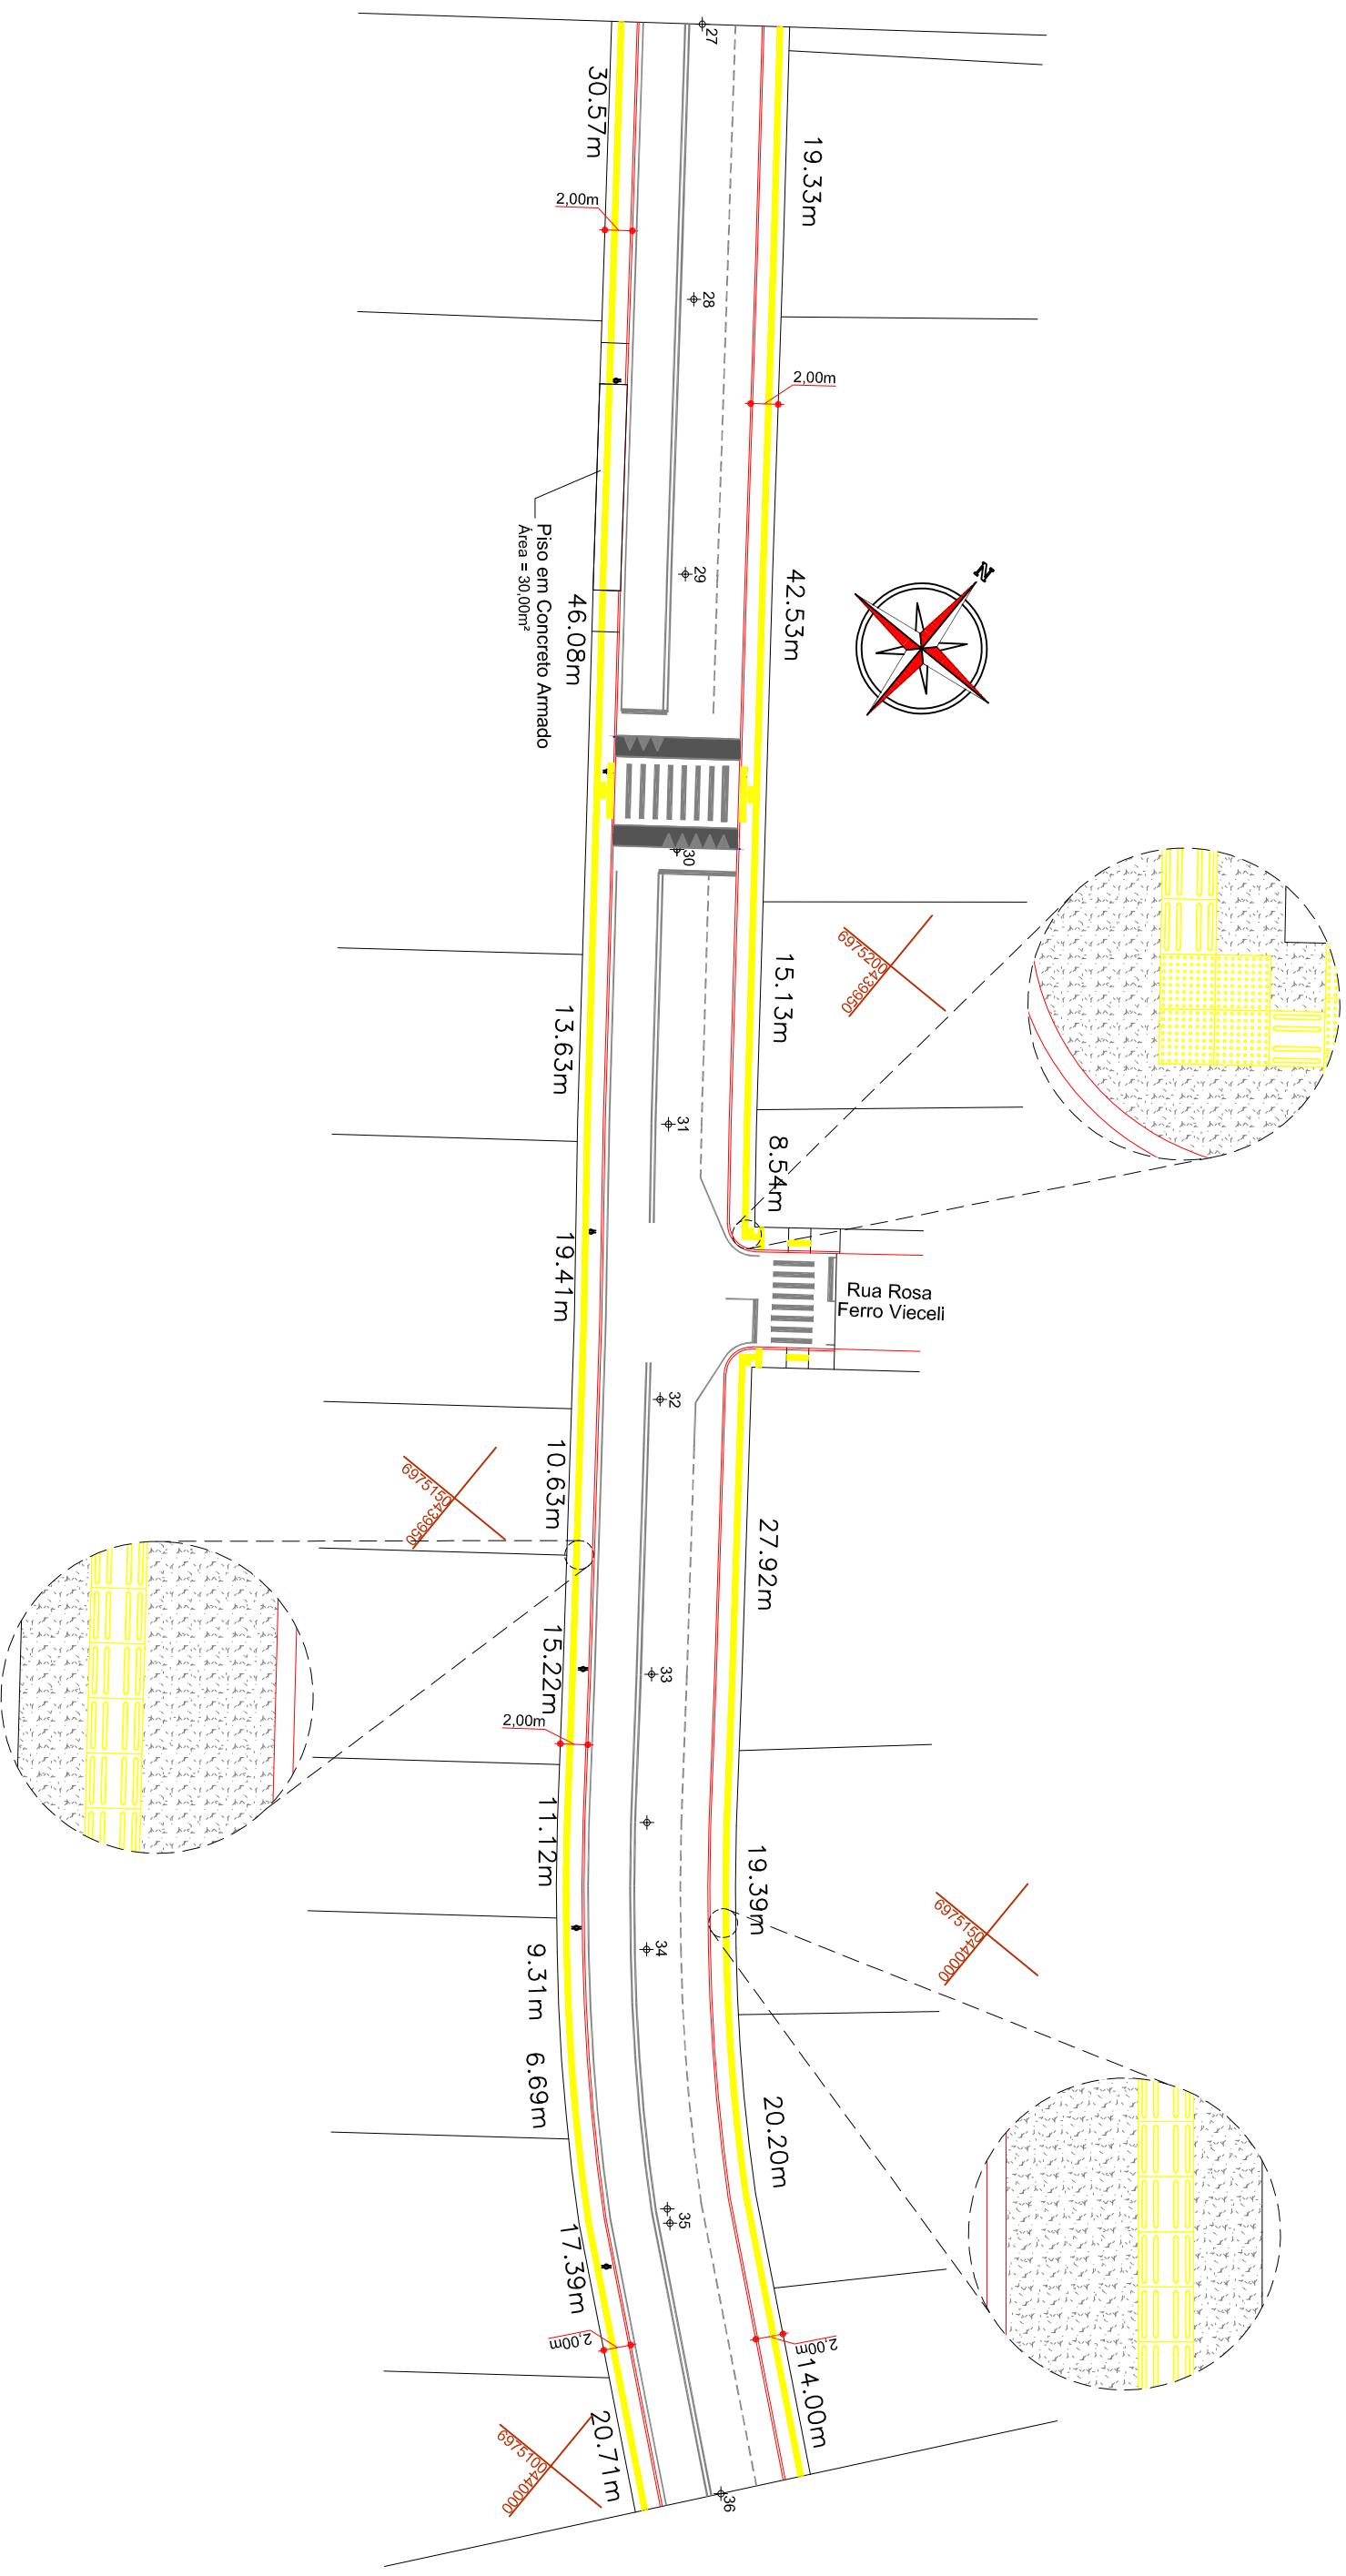 27
30.57m
19.33m
2,00m
28
2,00m
Piso em Concreto Armado
Área = 30,00m²
29
N
42.53m
46.08m
30
6975200
439950
15.13m
13.63m
31
8.54m
19.41m
Rua Rosa
Ferro Vieceli
32
10.63m
6975150
439950
27.92m
15.22m
33
2,00m
11.12m
19.39m
6975150
440000
34
9.31m
6.69m
20.20m
35
17.39m
2,00m
2,00m
14.00m
20.71m
6975100
440000
36